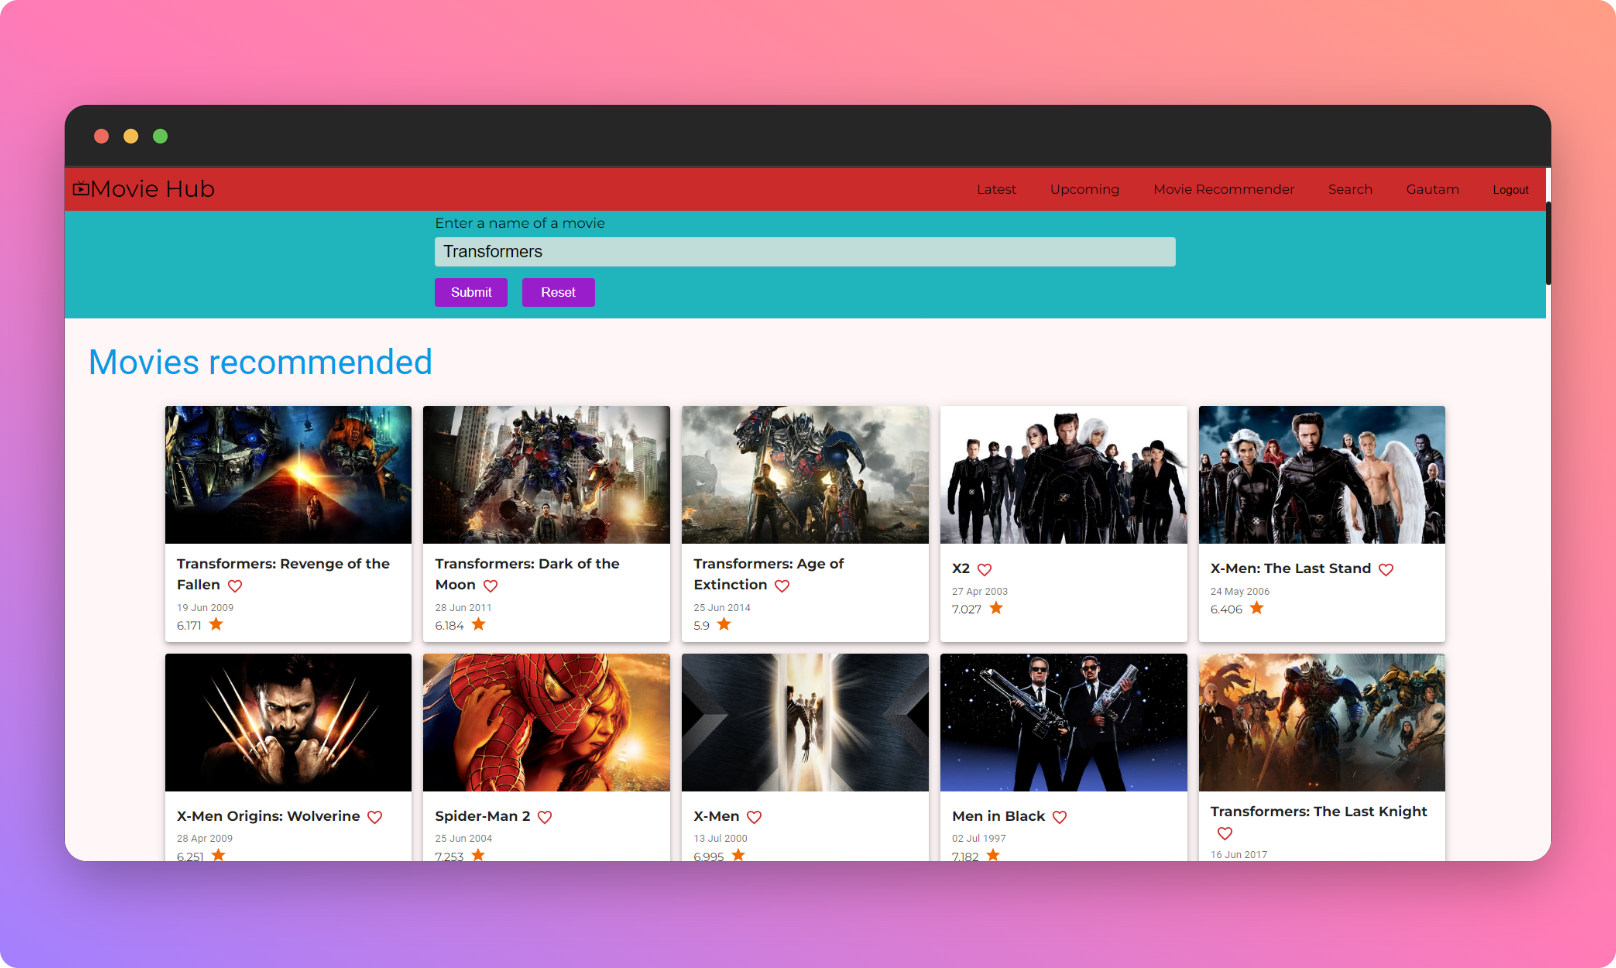 Movie Hub
Latest
Upcoming
Movie Recommender
Search
Gautam
Logout
Enter a name of a movie
Transformers
Submit
Reset
Movies recommended
Transformers: Revenge of the
Fallen
19 Jun 2009
6.171
Transformers: Dark of the
Moon
28 Jun 2011
6.184
Transformers: Age of
Extinction
25 Jun 2014
5.9
X2
27 Apr 2003
7.027
X-Men: The Last Stand
24 May 2006
6.406
X-Men Origins: Wolverine
28 Apr 2009
6.251
Spider-Man 2
25 Jun 2004
7.253
X-Men
13 Jul 2000
6.995
Men in Black
02 Jul 1997
7.182
Transformers: The Last Knight
16 Jun 2017